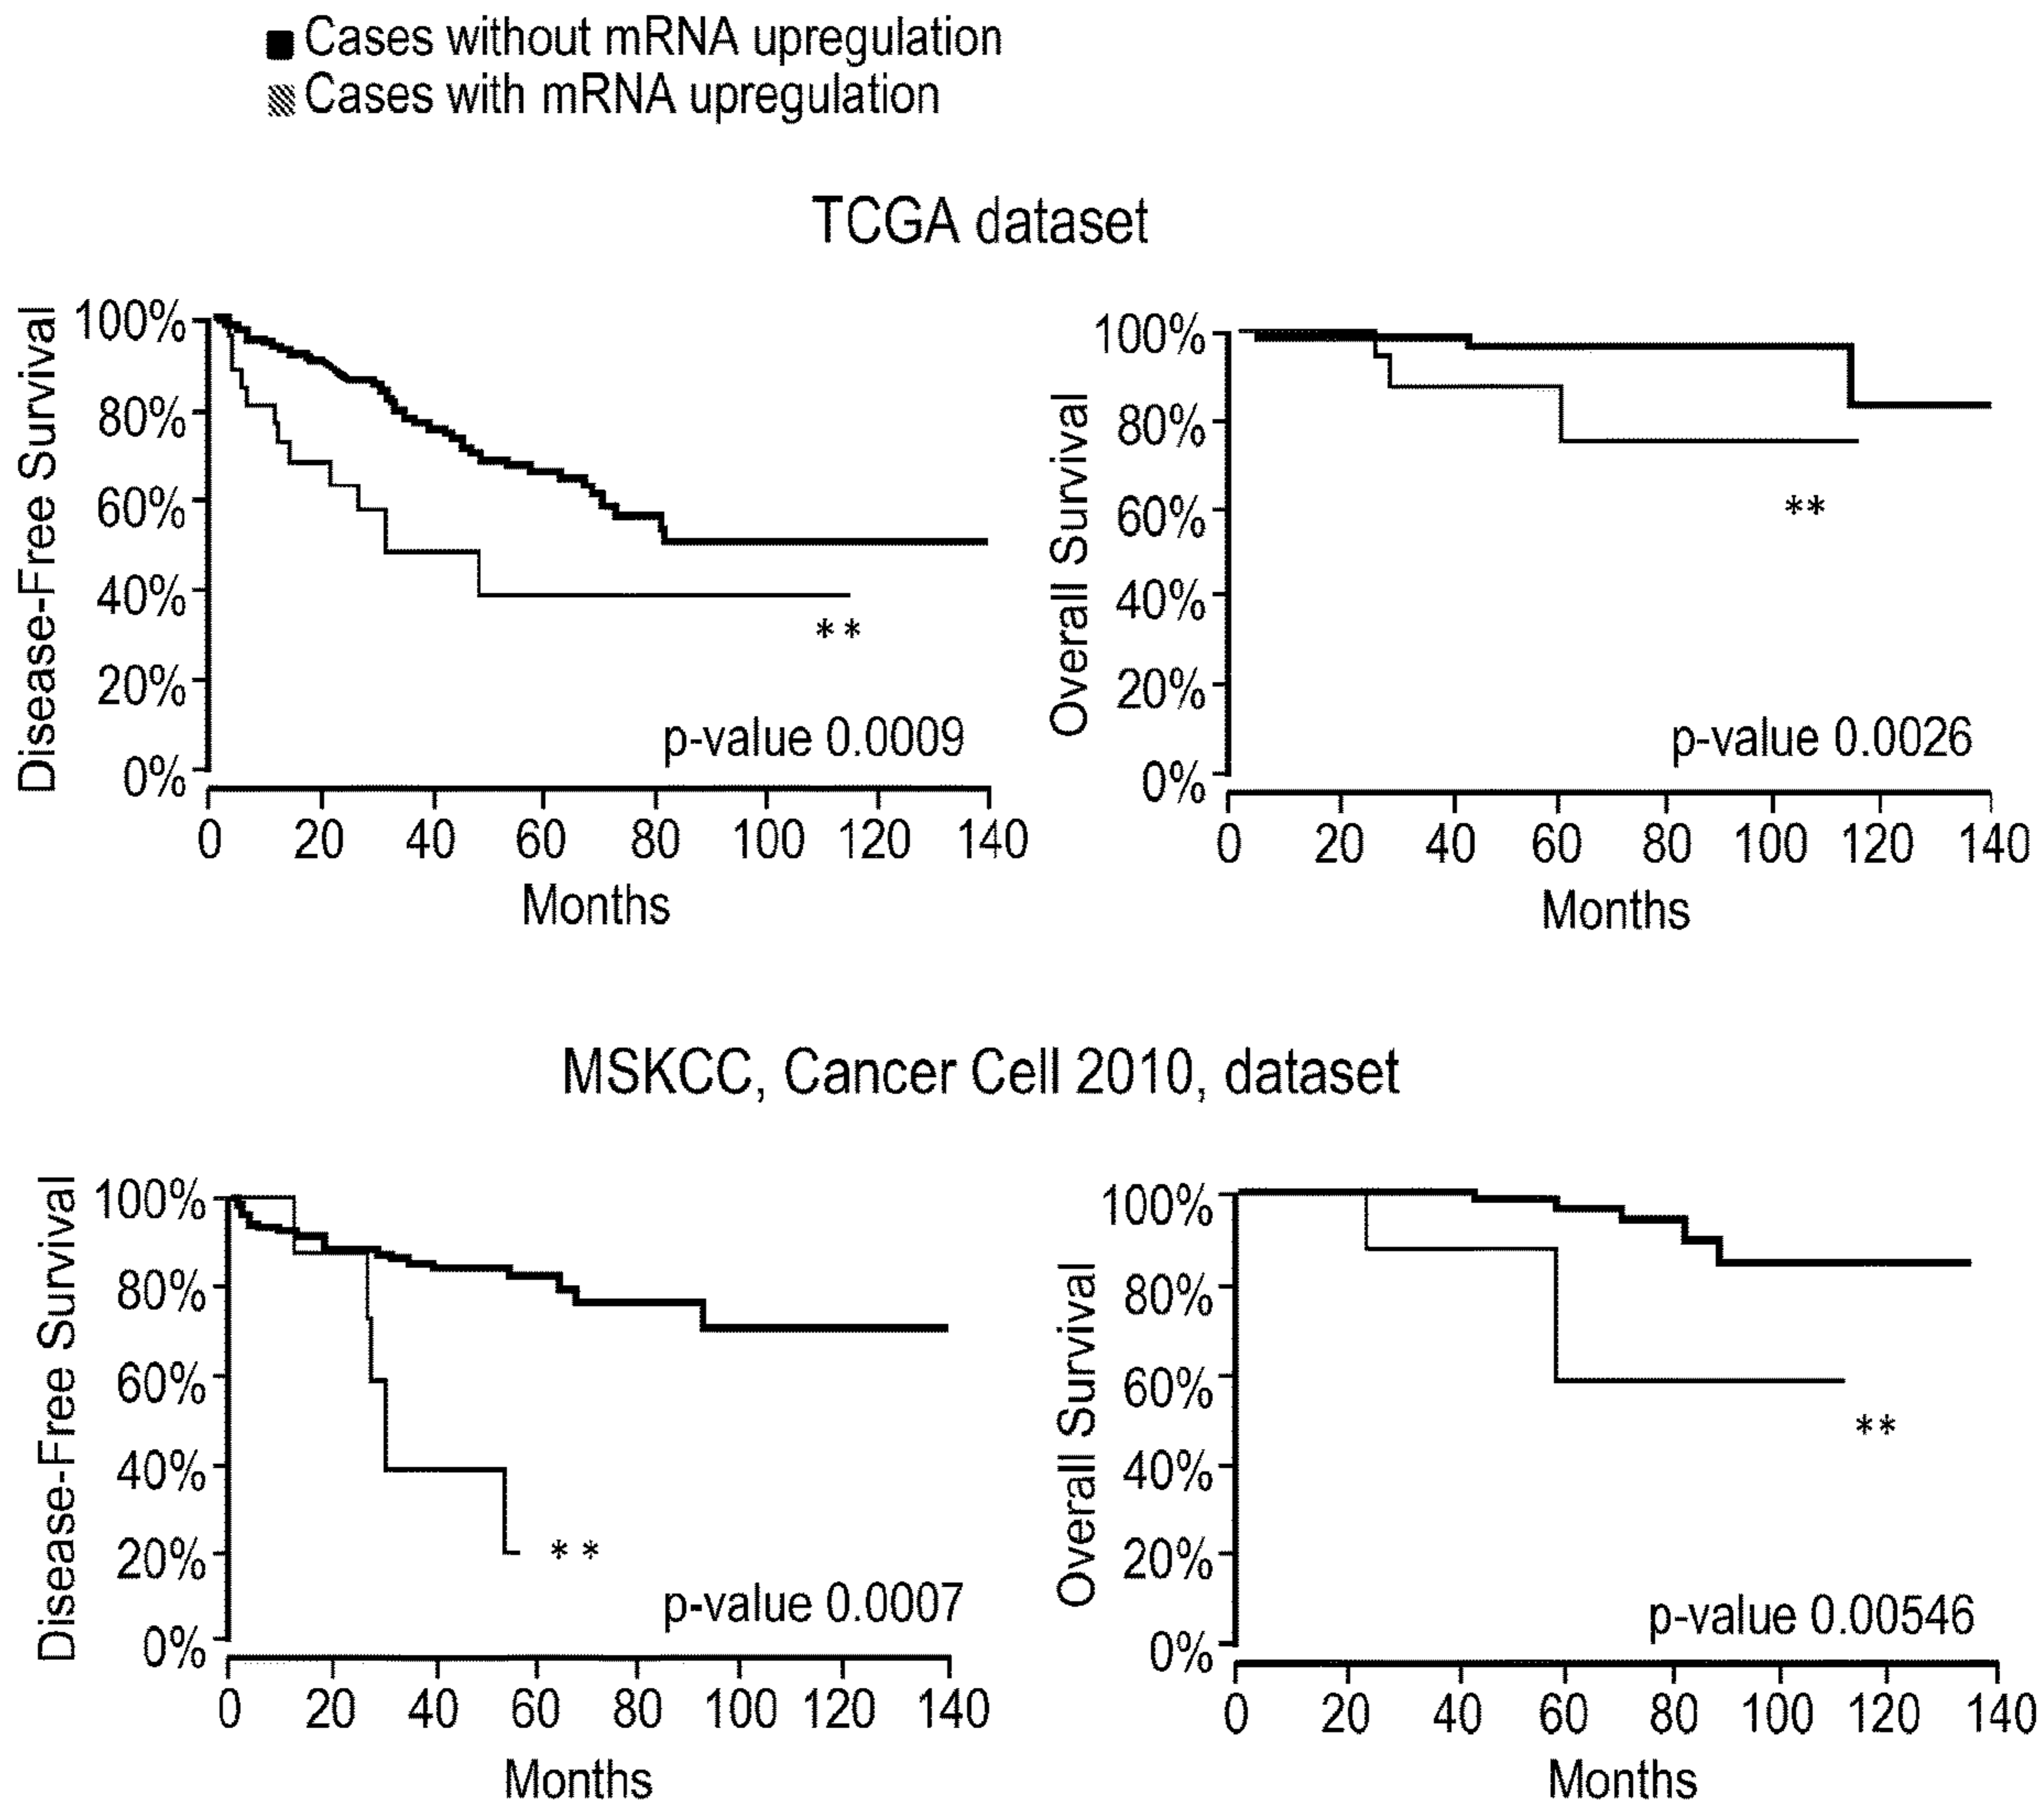 Cases without mRNA upregulation
Cases with mRNA upregulation
TCGA dataset
Disease-Free Survival
100%
80%
60%
40%
20%
0%
**
p-value 0.0009
0 20 40 60 80 100 120 140
Months
Overall Survival
100%
80%
60%
40%
20%
0%
**
p-value 0.0026
0 20 40 60 80 100 120 140
Months
MSKCC, Cancer Cell 2010, dataset
Disease-Free Survival
100%
80%
60%
40%
20%
0%
**
p-value 0.0007
0 20 40 60 80 100 120 140
Months
Overall Survival
100%
80%
60%
40%
20%
0%
**
p-value 0.00546
0 20 40 60 80 100 120 140
Months